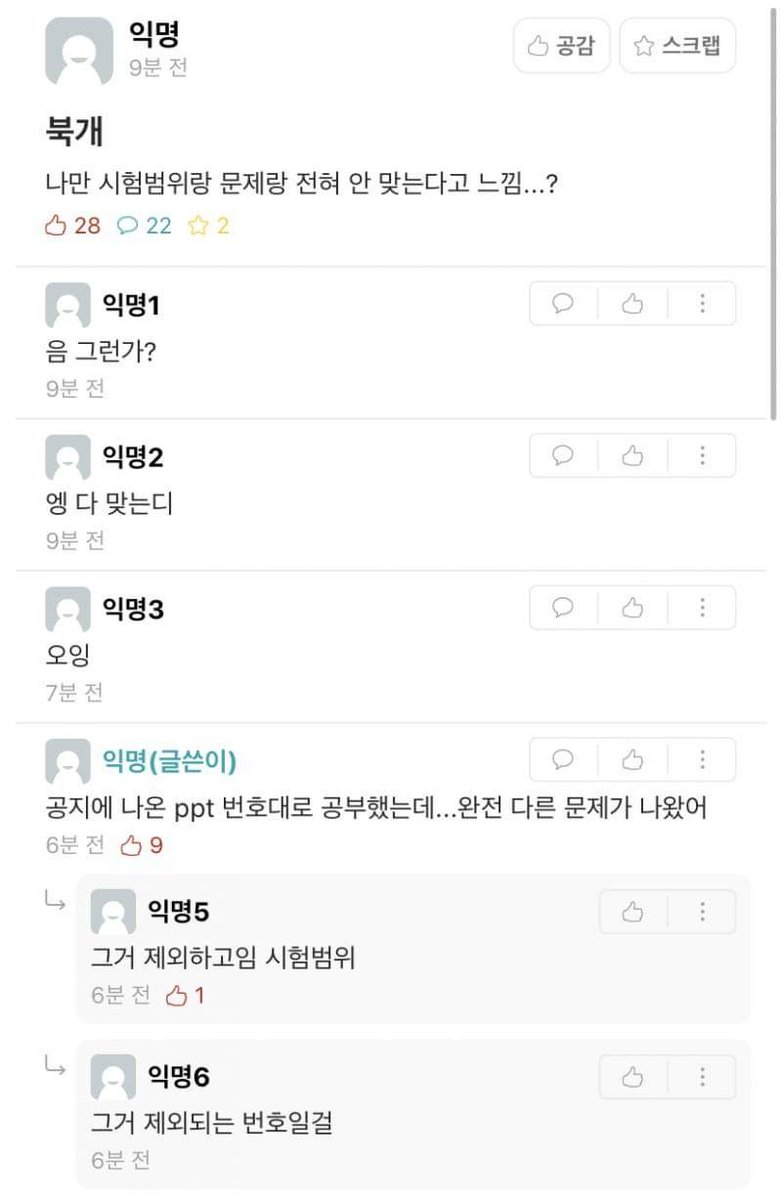 익명
9분 전
공감
스크랩
북개
나만 시험범위랑 문제랑 전혀 안 맞는다고 느낌...?
28 22 2
익명1
음 그런가?
9분 전
익명2
엥 다 맞는디
9분 전
익명3
오잉
7분 전
익명(글쓴이)
공지에 나온 ppt 번호대로 공부했는데...완전 다른 문제가 나왔어
6분 전 9
익명5
그거 제외하고임 시험범위
6분 전 1
익명6
그거 제외되는 번호일걸
6분 전